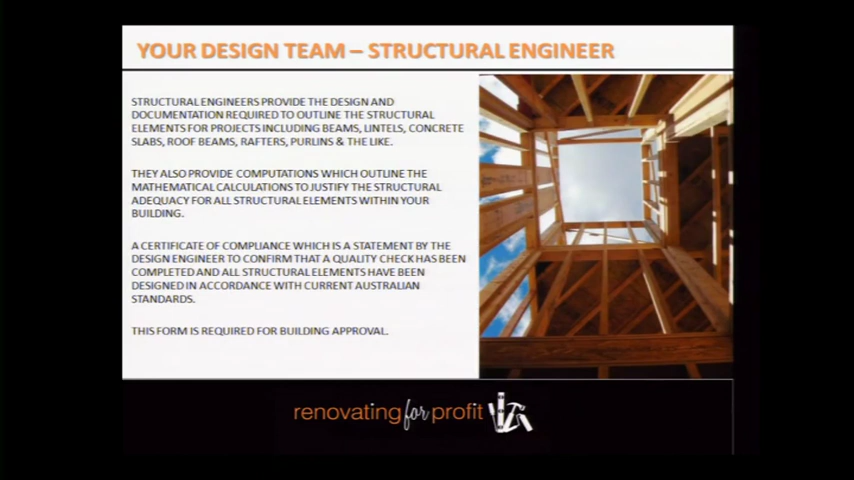 YOUR DESIGN TEAM – STRUCTURAL ENGINEER
STRUCTURAL ENGINEERS PROVIDE THE DESIGN AND
DOCUMENTATION REQUIRED TO OUTLINE THE STRUCTURAL
ELEMENTS FOR PROJECTS INCLUDING BEAMS, LINTELS, CONCRETE
SLABS, ROOF BEAMS, RAFTERS, PURLINS & THE LIKE.
THEY ALSO PROVIDE COMPUTATIONS WHICH OUTLINE THE
MATHEMATICAL CALCULATIONS TO JUSTIFY THE STRUCTURAL
ADEQUACY FOR ALL STRUCTURAL ELEMENTS WITHIN YOUR
BUILDING.
A CERTIFICATE OF COMPLIANCE WHICH IS A STATEMENT BY THE
DESIGN ENGINEER TO CONFIRM THAT A QUALITY CHECK HAS BEEN
COMPLETED AND ALL STRUCTURAL ELEMENTS HAVE BEEN
DESIGNED IN ACCORDANCE WITH CURRENT AUSTRALIAN
STANDARDS.
THIS FORM IS REQUIRED FOR BUILDING APPROVAL.
renovating for profit